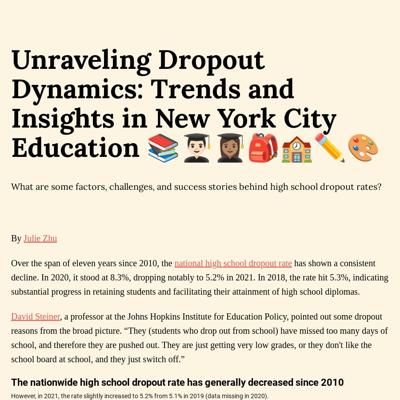 Unraveling Dropout
Dynamics: Trends and
Insights in New York City
Education 📚👨🏻‍🎓👩🏽‍🎓🎒🏫✏️🎨
What are some factors, challenges, and success stories behind high school dropout rates?
By Julie Zhu
Over the span of eleven years since 2010, the national high school dropout rate has shown a consistent
decline. In 2020, it stood at 8.3%, dropping notably to 5.2% in 2021. In 2018, the rate hit 5.3%, indicating
substantial progress in retaining students and facilitating their attainment of high school diplomas.
David Steiner, a professor at the Johns Hopkins Institute for Education Policy, pointed out some dropout
reasons from the broad picture. “They (students who drop out from school) have missed too many days of
school, and therefore they are pushed out. They are just getting very low grades, or they don't like the
school board at school, and they just switch off.”
The nationwide high school dropout rate has generally decreased since 2010
However, in 2021, the rate slightly increased to 5.2% from 5.1% in 2019 (data missing in 2020).